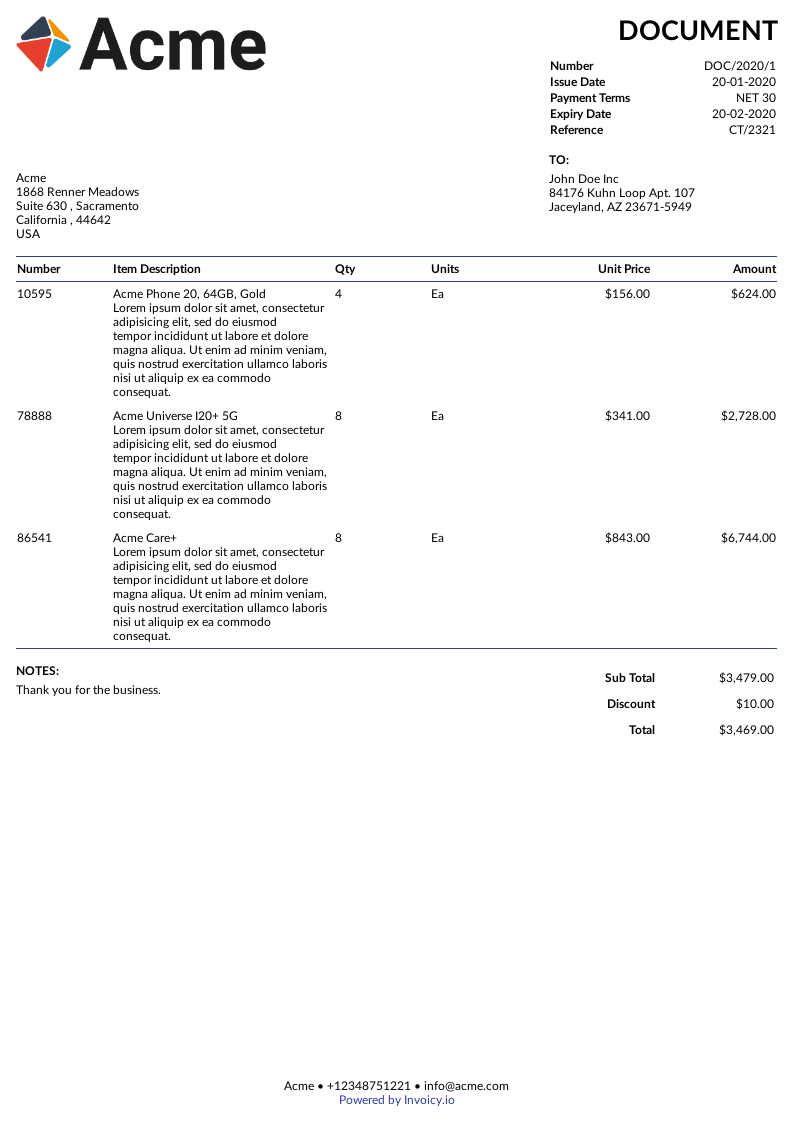 Acme
DOCUMENT
Number DOC/2020/1
Issue Date 20-01-2020
Payment Terms NET 30
Expiry Date 20-02-2020
Reference CT/2321
TO:
John Doe Inc
84176 Kuhn Loop Apt. 107
Jaceyland, AZ 23671-5949
Acme
1868 Renner Meadows
Suite 630 , Sacramento
California , 44642
USA
Number Item Description Qty Units Unit Price Amount
10595 Acme Phone 20, 64GB, Gold 4 Ea $156.00 $624.00
Lorem ipsum dolor sit amet, consectetur
adipisicing elit, sed do eiusmod
tempor incididunt ut labore et dolore
magna aliqua. Ut enim ad minim veniam,
quis nostrud exercitation ullamco laboris
nisi ut aliquip ex ea commodo
consequat.
78888 Acme Universe I20+ 5G 8 Ea $341.00 $2,728.00
Lorem ipsum dolor sit amet, consectetur
adipisicing elit, sed do eiusmod
tempor incididunt ut labore et dolore
magna aliqua. Ut enim ad minim veniam,
quis nostrud exercitation ullamco laboris
nisi ut aliquip ex ea commodo
consequat.
86541 Acme Care+ 8 Ea $843.00 $6,744.00
Lorem ipsum dolor sit amet, consectetur
adipisicing elit, sed do eiusmod
tempor incididunt ut labore et dolore
magna aliqua. Ut enim ad minim veniam,
quis nostrud exercitation ullamco laboris
nisi ut aliquip ex ea commodo
consequat.
NOTES:
Thank you for the business.
Sub Total $3,479.00
Discount $10.00
Total $3,469.00
Acme • +12348751221 • info@acme.com
Powered by Invoicy.io